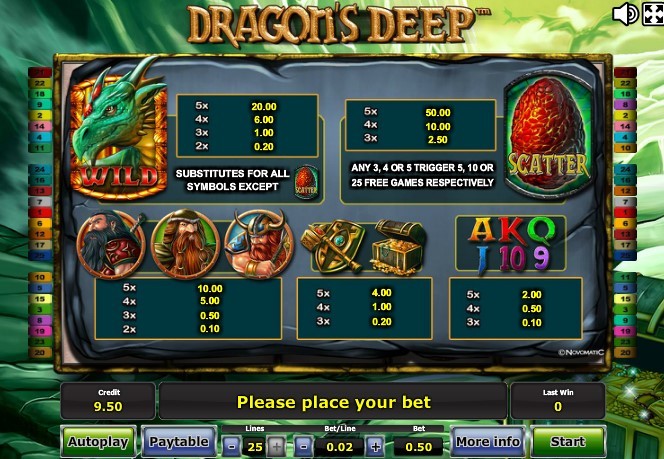 DRAGON'S DEEP™
5x 20.00
4x 6.00
3x 1.00
2x 0.20
WILD
SUBSTITUTES FOR ALL
SYMBOLS EXCEPT
SCATTER
5x 50.00
4x 10.00
3x 2.50
ANY 3, 4 OR 5 TRIGGER 5, 10 OR
25 FREE GAMES RESPECTIVELY
SCATTER
A K Q
J 10 9
5x 10.00
4x 5.00
3x 0.50
2x 0.10
5x 4.00
4x 1.00
3x 0.20
5x 2.00
4x 0.50
3x 0.10
©NOVOMATIC
Credit
9.50
Please place your bet
Last Win
0
Autoplay
Paytable
Lines
- 25 +
Bet/Line
- 0.02 +
Bet
0.50
More info
Start